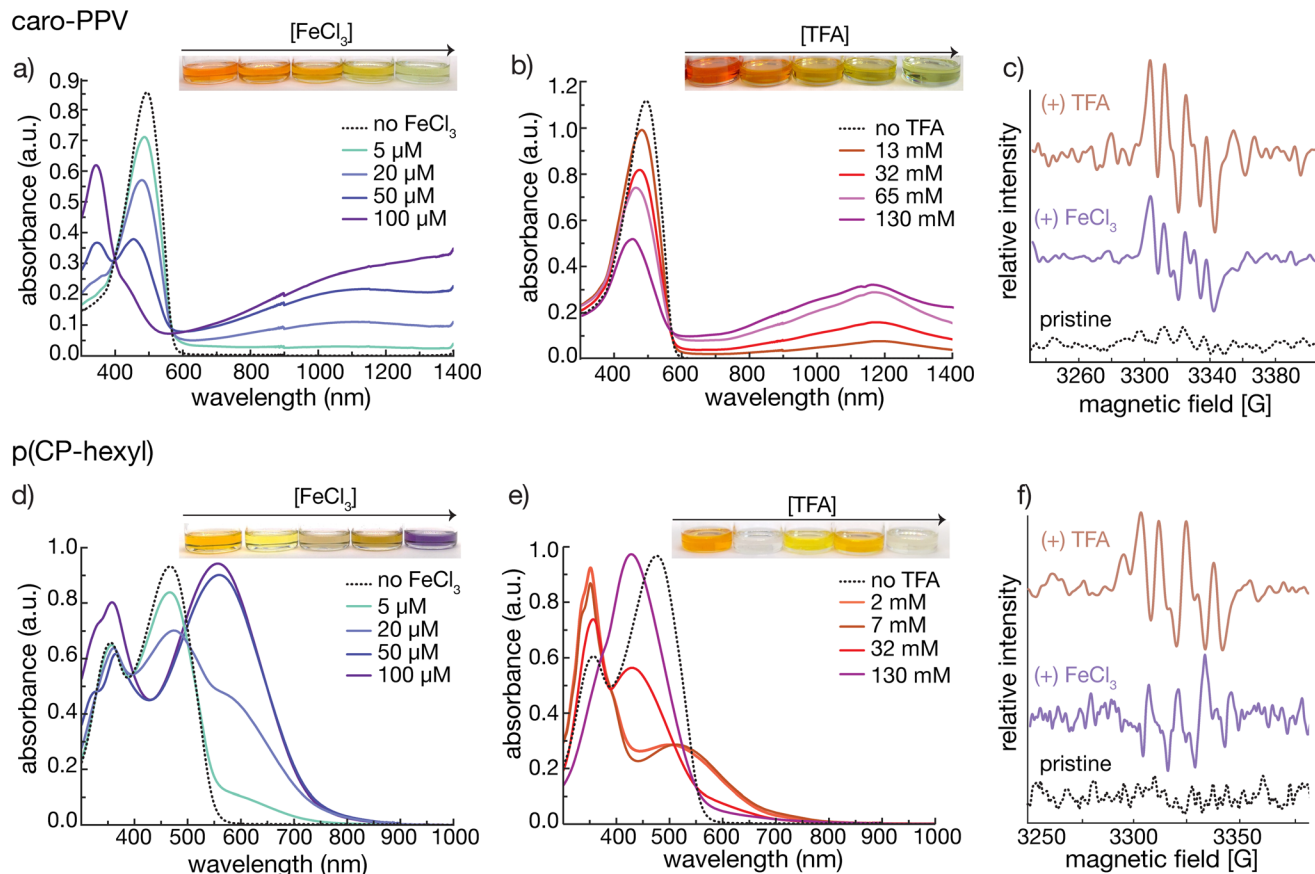 caro-PPV
a)
[FeCl₃]
absorbance (a.u.)
0.9
0.8
0.7
0.6
0.5
0.4
0.3
0.2
0.1
0.0
no FeCl₃
5 µM
20 µM
50 µM
100 µM
400 600 800 1000 1200 1400
wavelength (nm)
b)
[TFA]
absorbance (a.u.)
1.2
1.0
0.8
0.6
0.4
0.2
0.0
no TFA
13 mM
32 mM
65 mM
130 mM
400 600 800 1000 1200 1400
wavelength (nm)
c)
relative intensity
(+) TFA
(+) FeCl₃
pristine
3260 3300 3340 3380
magnetic field [G]
p(CP-hexyl)
d)
[FeCl₃]
absorbance (a.u.)
1.0
0.8
0.6
0.4
0.2
0.0
no FeCl₃
5 µM
20 µM
50 µM
100 µM
400 500 600 700 800 900 1000
wavelength (nm)
e)
[TFA]
absorbance (a.u.)
1.0
0.8
0.6
0.4
0.2
0.0
no TFA
2 mM
7 mM
32 mM
130 mM
400 500 600 700 800 900 1000
wavelength (nm)
f)
relative intensity
(+) TFA
(+) FeCl₃
pristine
3250 3300 3350
magnetic field [G]